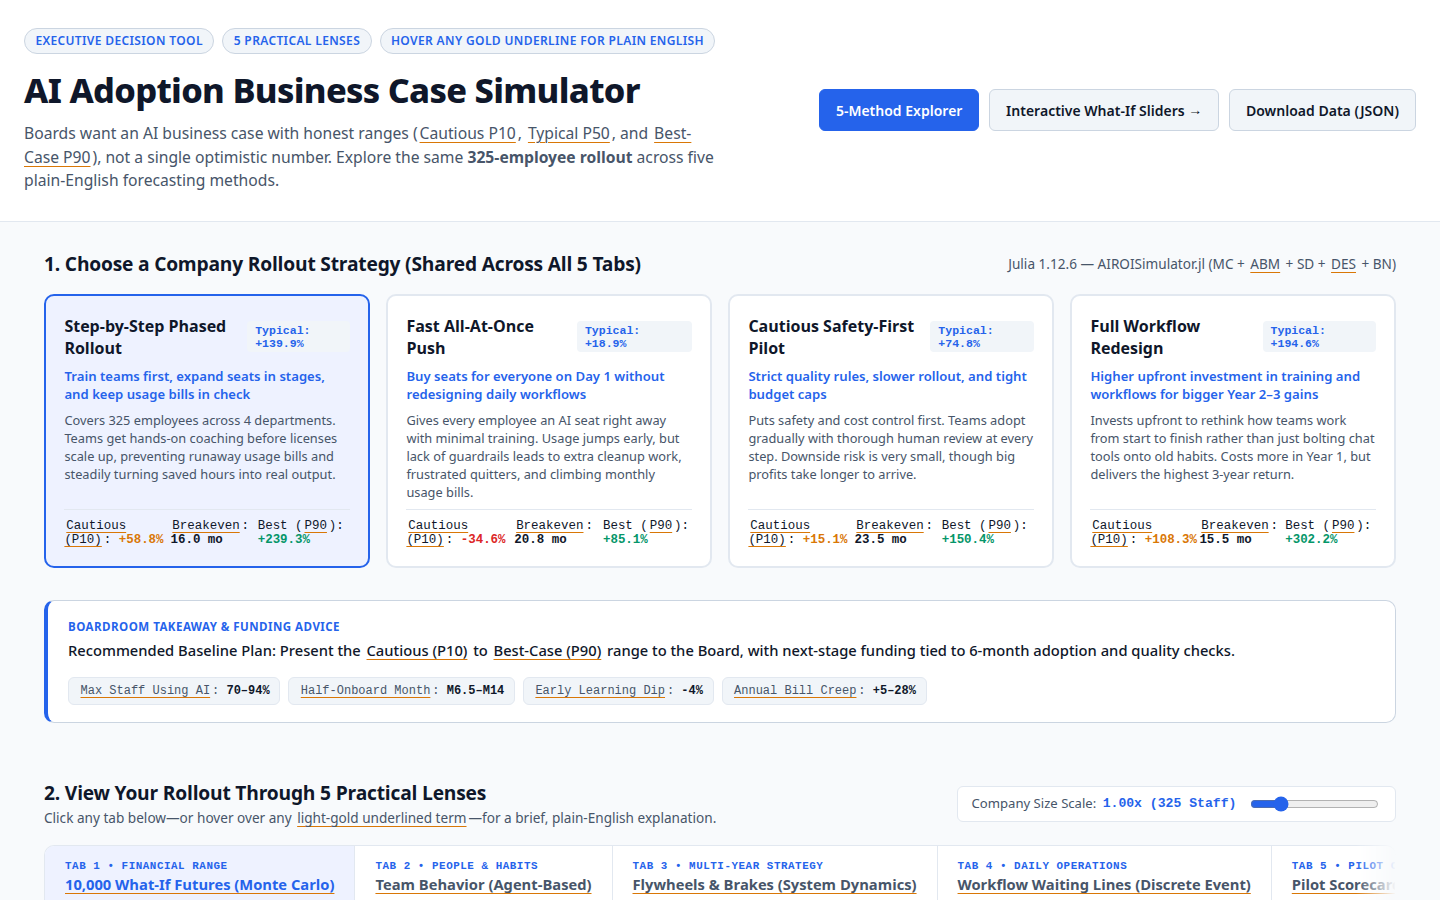 EXECUTIVE DECISION TOOL
5 PRACTICAL LENSES
HOVER ANY GOLD UNDERLINE FOR PLAIN ENGLISH
AI Adoption Business Case Simulator
Boards want an AI business case with honest ranges (Cautious P10, Typical P50, and Best-
Case P90), not a single optimistic number. Explore the same 325-employee rollout across five
plain-English forecasting methods.
5-Method Explorer
Interactive What-If Sliders →
Download Data (JSON)
1. Choose a Company Rollout Strategy (Shared Across All 5 Tabs)
Julia 1.12.6 — AIROISimulator.jl (MC + ABM + SD + DES + BN)
Step-by-Step Phased
Rollout
Typical:
+139.9%
Train teams first, expand seats in stages,
and keep usage bills in check
Covers 325 employees across 4 departments.
Teams get hands-on coaching before licenses
scale up, preventing runaway usage bills and
steadily turning saved hours into real output.
Cautious
(P10): +58.8%
Breakeven:
16.0 mo
Best (P90):
+239.3%
Fast All-At-Once
Push
Typical:
+18.9%
Buy seats for everyone on Day 1 without
redesigning daily workflows
Gives every employee an AI seat right away
with minimal training. Usage jumps early, but
lack of guardrails leads to extra cleanup work,
frustrated quitters, and climbing monthly
usage bills.
Cautious
(P10): -34.6%
Breakeven:
20.8 mo
Best (P90):
+85.1%
Cautious Safety-First
Pilot
Typical:
+74.8%
Strict quality rules, slower rollout, and tight
budget caps
Puts safety and cost control first. Teams adopt
gradually with thorough human review at every
step. Downside risk is very small, though big
profits take longer to arrive.
Cautious
(P10): +15.1%
Breakeven:
23.5 mo
Best (P90):
+150.4%
Full Workflow
Redesign
Typical:
+194.6%
Higher upfront investment in training and
workflows for bigger Year 2–3 gains
Invests upfront to rethink how teams work
from start to finish rather than just bolting chat
tools onto old habits. Costs more in Year 1, but
delivers the highest 3-year return.
Cautious
(P10): +108.3%
Breakeven:
15.5 mo
Best (P90):
+302.2%
BOARDROOM TAKEAWAY & FUNDING ADVICE
Recommended Baseline Plan: Present the Cautious (P10) to Best-Case (P90) range to the Board, with next-stage funding tied to 6-month adoption and quality checks.
Max Staff Using AI: 70–94%
Half-Onboard Month: M6.5–M14
Early Learning Dip: -4%
Annual Bill Creep: +5–28%
2. View Your Rollout Through 5 Practical Lenses
Click any tab below—or hover over any light-gold underlined term—for a brief, plain-English explanation.
Company Size Scale: 1.00x (325 Staff)
TAB 1 • FINANCIAL RANGE
10,000 What-If Futures (Monte Carlo)
TAB 2 • PEOPLE & HABITS
Team Behavior (Agent-Based)
TAB 3 • MULTI-YEAR STRATEGY
Flywheels & Brakes (System Dynamics)
TAB 4 • DAILY OPERATIONS
Workflow Waiting Lines (Discrete Event)
TAB 5 • PILOT
Pilot Scorecar